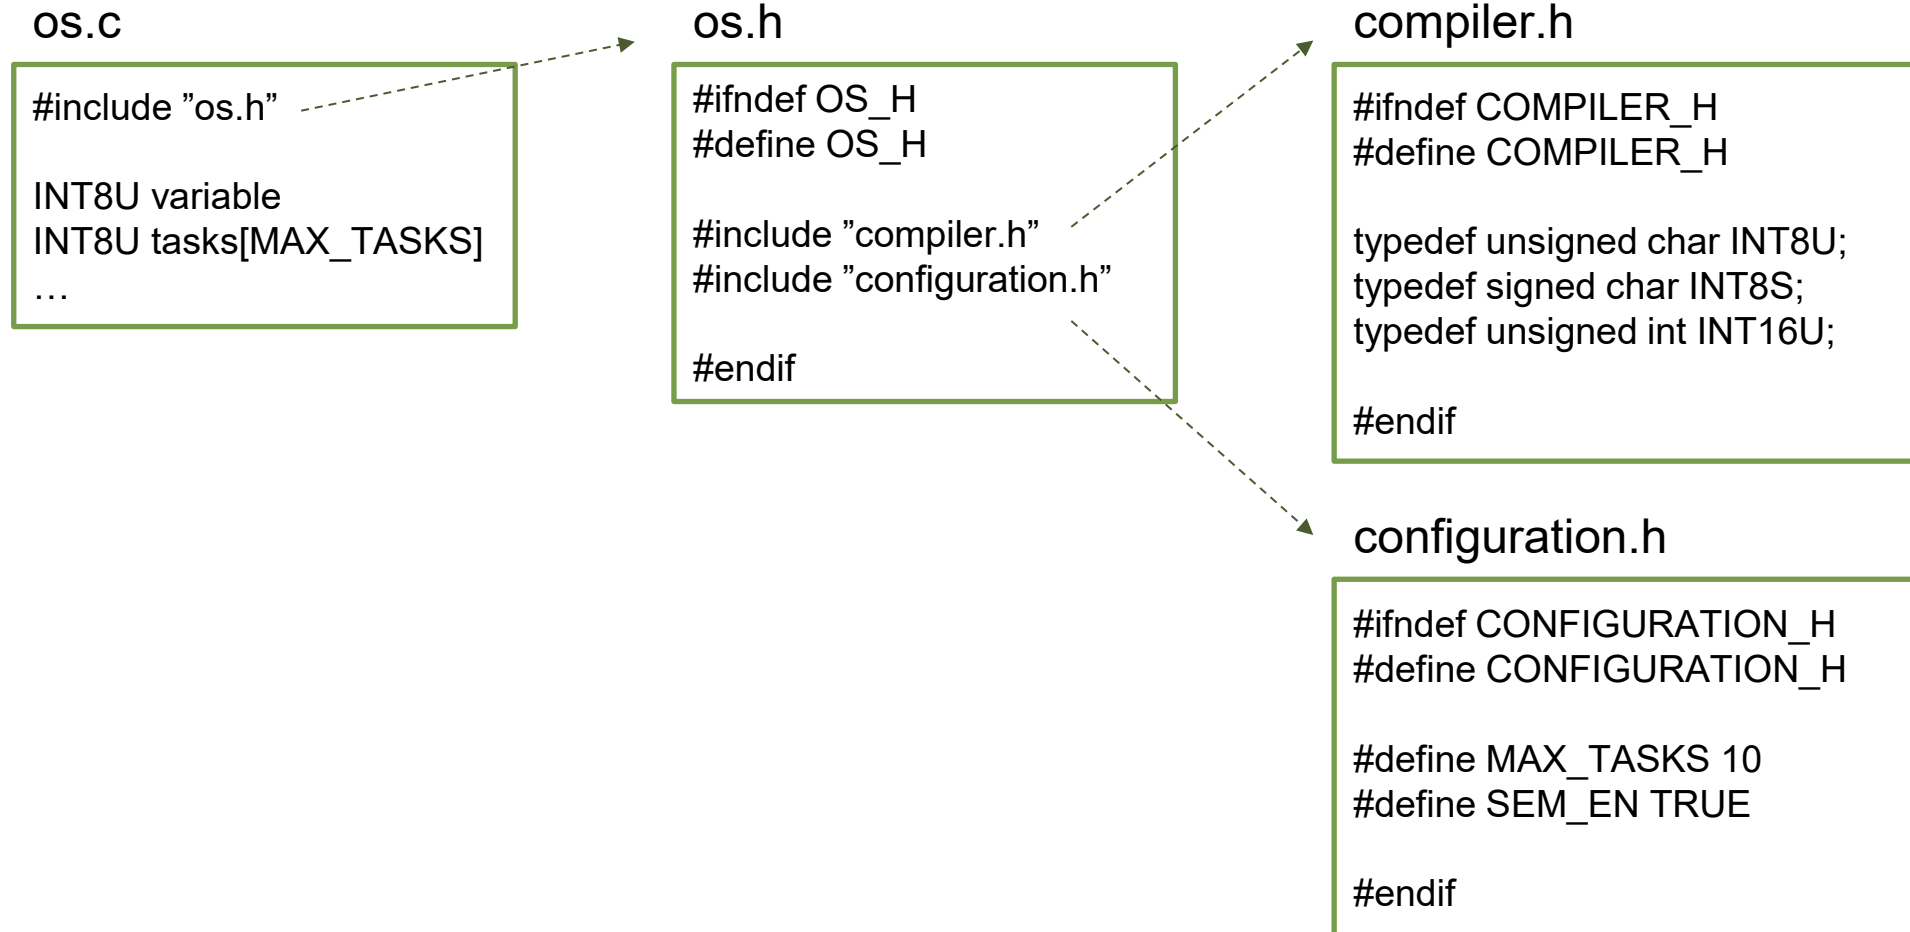 os.c
#include ”os.h”
INT8U variable
INT8U tasks[MAX_TASKS]
…
os.h
#ifndef OS_H
#define OS_H
#include ”compiler.h”
#include ”configuration.h”
#endif
compiler.h
#ifndef COMPILER_H
#define COMPILER_H
typedef unsigned char INT8U;
typedef signed char INT8S;
typedef unsigned int INT16U;
#endif
configuration.h
#ifndef CONFIGURATION_H
#define CONFIGURATION_H
#define MAX_TASKS 10
#define SEM_EN TRUE
#endif